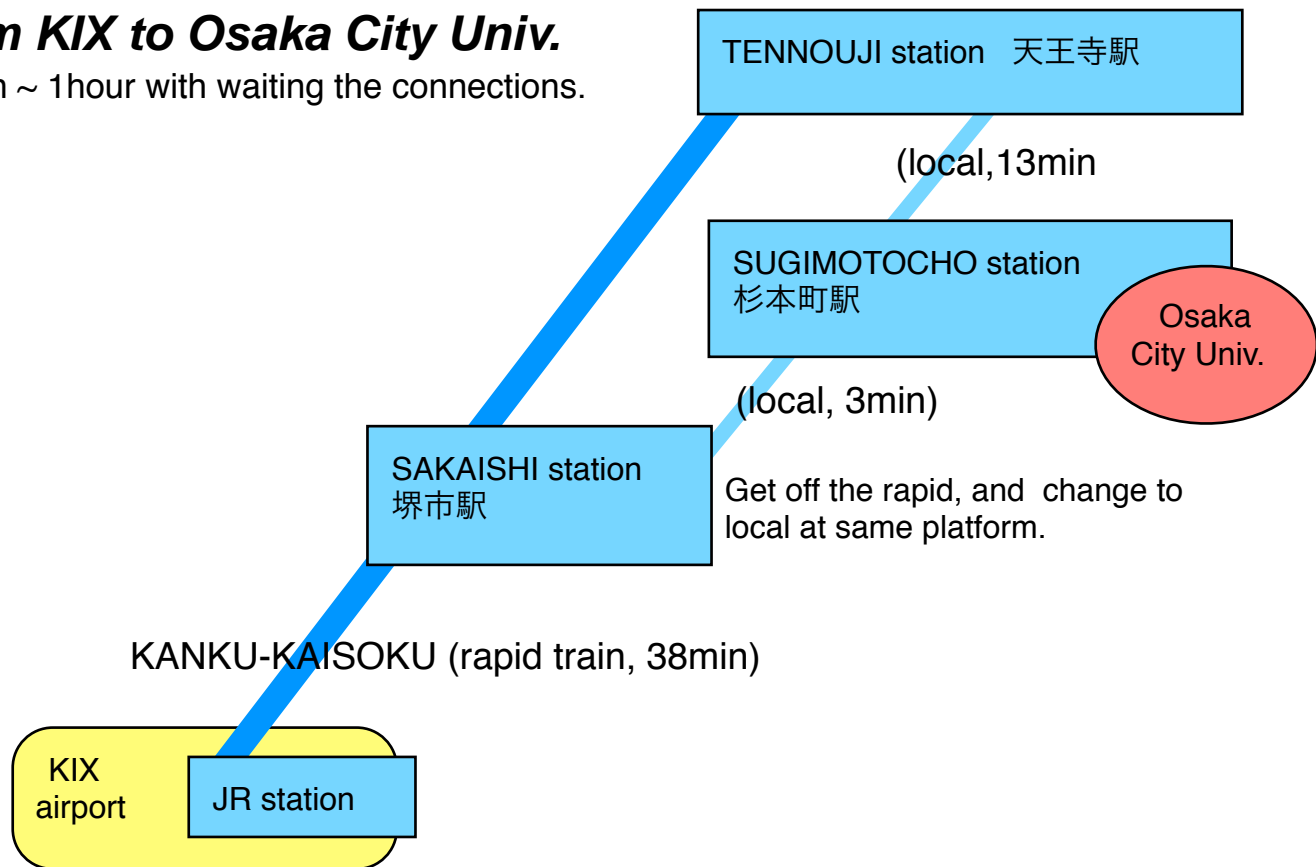 m KIX to Osaka City Univ.
n ~ 1hour with waiting the connections.
TENNOUJI station 天王寺駅
(local,13min
SUGIMOTOCHO station
杉本町駅
Osaka
City Univ.
(local, 3min)
SAKAISHI station
堺市駅
Get off the rapid, and change to
local at same platform.
KANKU-KAISOKU (rapid train, 38min)
KIX
airport
JR station